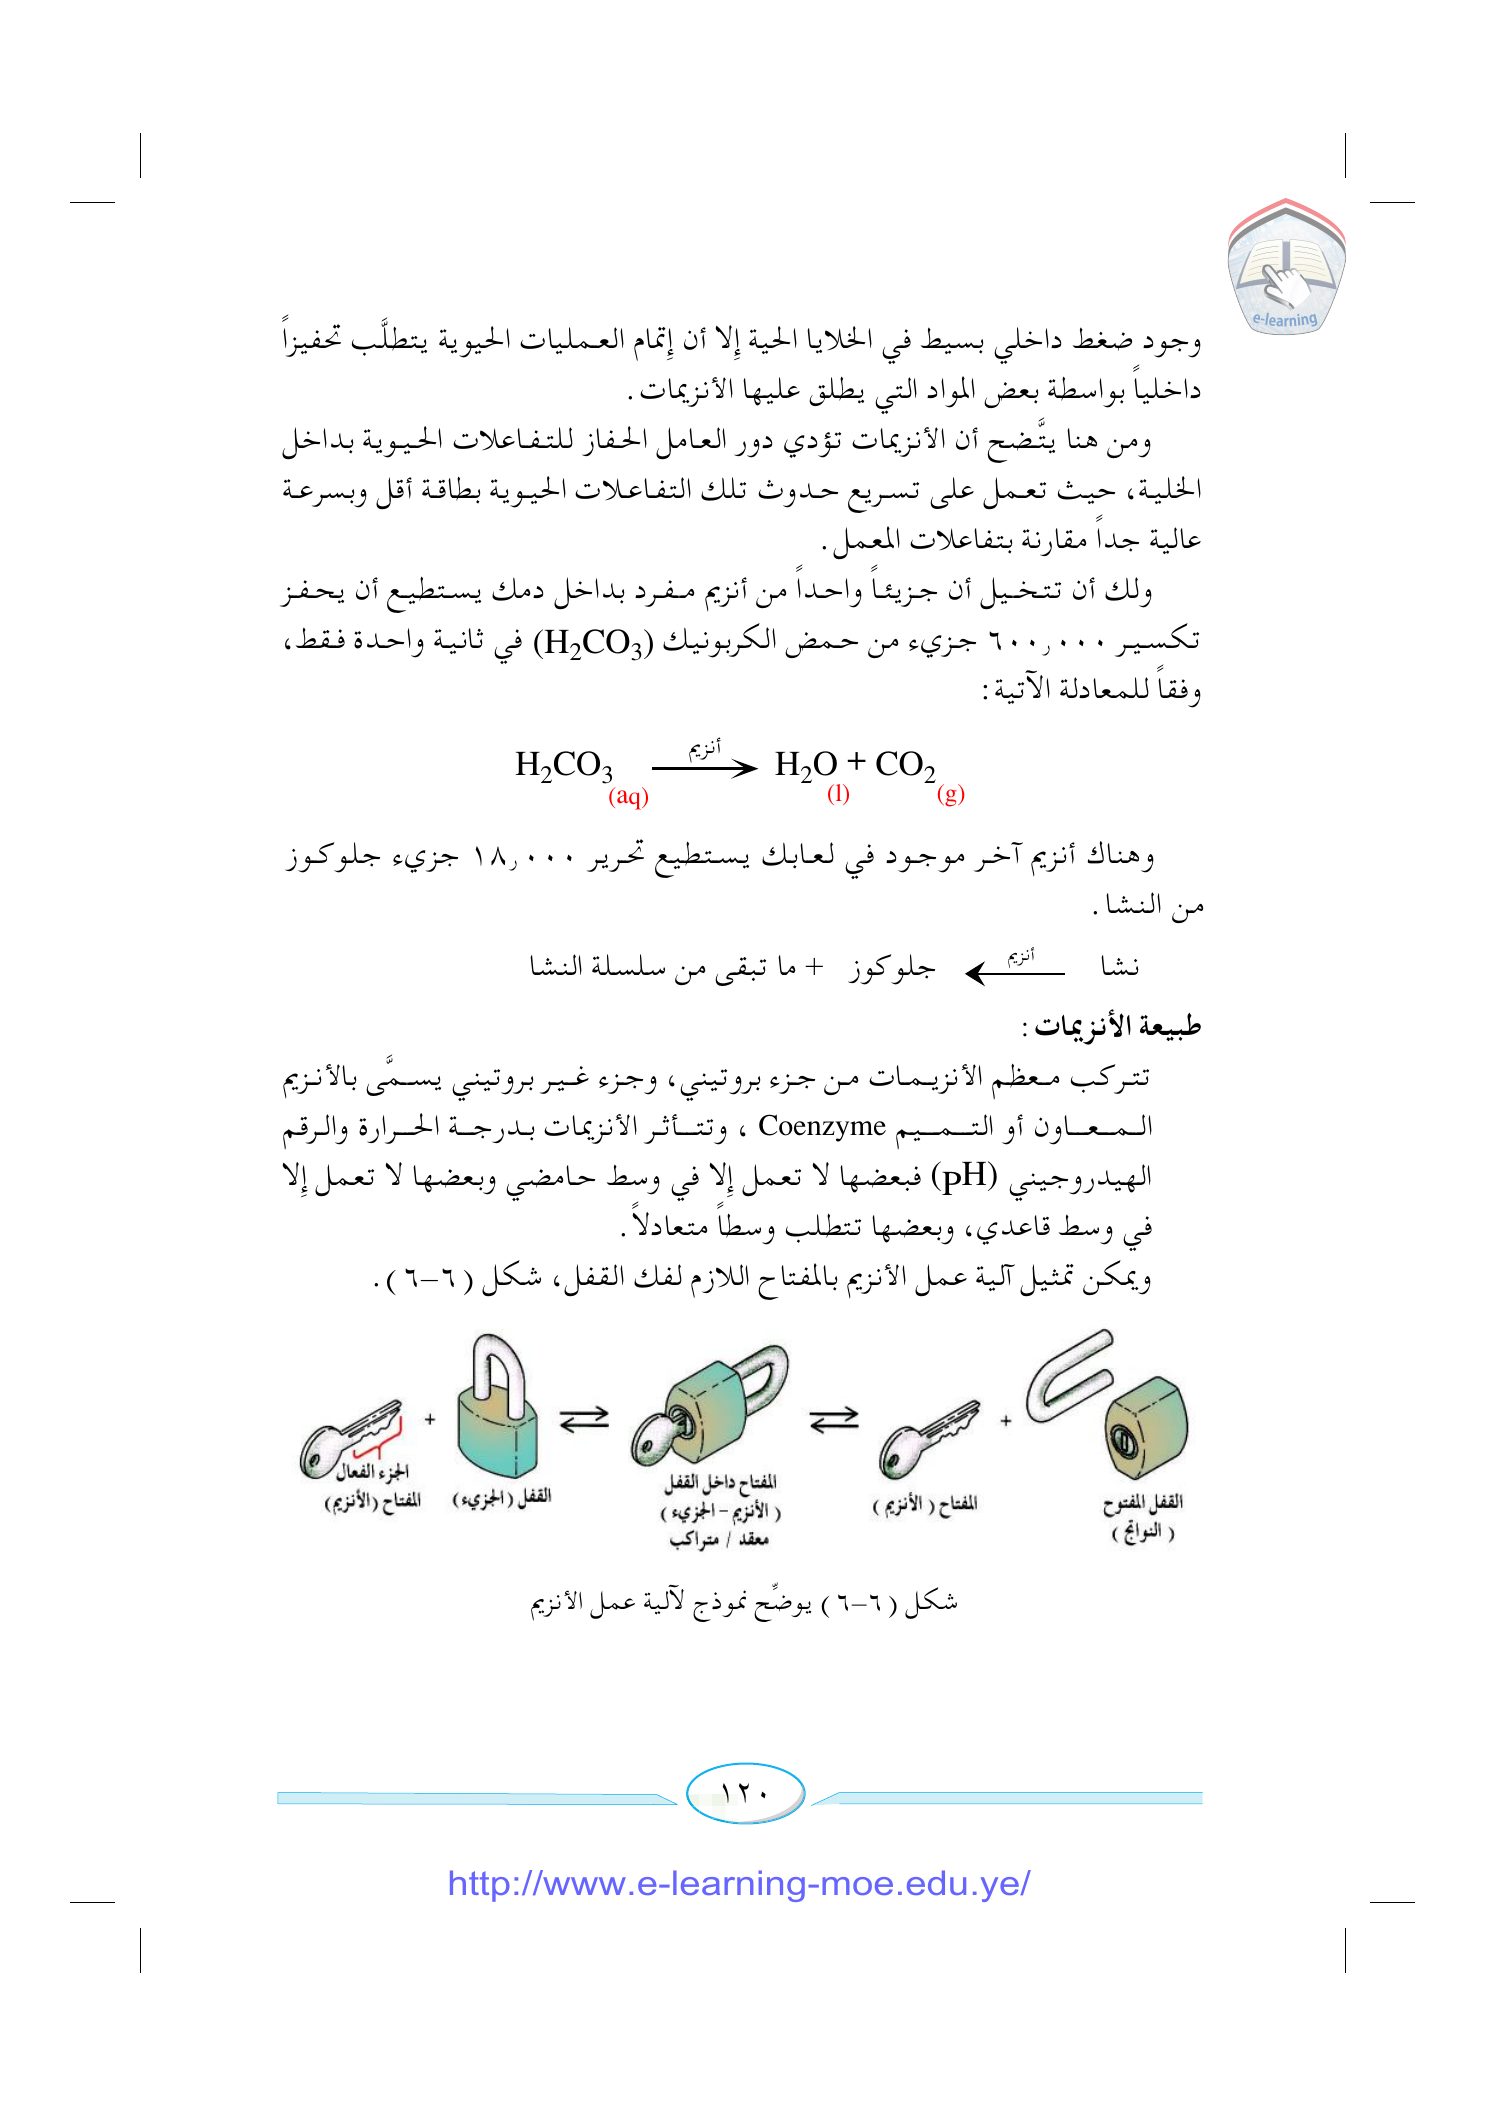 e-learning
وجود ضغط داخلي بسيط في الخلايا الحية إلا أن إتمام العمليات الحيوية يتطلَّب تحفيزاً
داخلياً بواسطة بعض المواد التي يطلق عليها الأنزيمات .
ومن هنا يتَّضح أن الأنزيمات تؤدي دور العامل الحفاز للتفاعلات الحيوية بداخل
الخلية، حيث تعمل على تسريع حدوث تلك التفاعلات الحيوية بطاقة أقل وبسرعة
عالية جداً مقارنة بتفاعلات المعمل .
ولك أن تتخيل أن جزيئاً واحداً من أنزيم مفرد بداخل دمك يستطيع أن يحفز
تكسير ٦٠٠,٠٠٠ جزيء من حمض الكربونيك (H₂CO₃) في ثانية واحدة فقط،
وفقاً للمعادلة الآتية :
أنزيم
H₂CO₃ (aq) ⟶ H₂O (l) + CO₂ (g)
وهناك أنزيم آخر موجود في لعابك يستطيع تحرير ١٨,٠٠٠ جزيء جلوكوز
من النشا .
أنزيم
نشا ⟵ جلوكوز + ما تبقى من سلسلة النشا
طبيعة الأنزيمات :
تتركب معظم الأنزيمات من جزء بروتيني، وجزء غير بروتيني يسمَّى بالأنزيم
المعاون أو التميم Coenzyme ، وتتأثر الأنزيمات بدرجة الحرارة والرقم
الهيدروجيني (pH) فبعضها لا تعمل إلا في وسط حامضي وبعضها لا تعمل إلا
في وسط قاعدي، وبعضها تتطلب وسطاً متعادلاً .
ويمكن تمثيل آلية عمل الأنزيم بالمفتاح اللازم لفك القفل، شكل ( ٦–٦ ) .
+ ⇌ ⇌ +
الجزء الفعال
المفتاح (الأنزيم)
القفل (الجزيء)
المفتاح داخل القفل
( الأنزيم - الجزيء )
معقد / متراكب
المفتاح ( الأنزيم )
القفل المفتوح
( النواتج )
شكل ( ٦–٦ ) يوضِّح نموذج لآلية عمل الأنزيم
١٢٠
http://www.e-learning-moe.edu.ye/